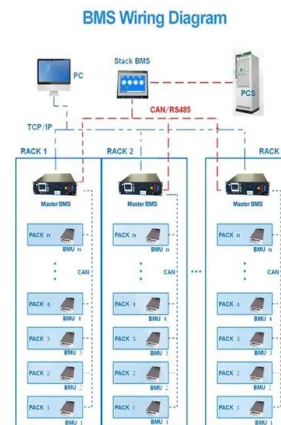 BMS Wiring Diagram
PC
Stack BMS
PCS
CAN/RS485
TCP/IP
RACK 1
RACK 2
RACK
Master BMS
Master BMS
Master BMS
PACK n
PACK n
PACK n
BMU n
BMU n
BMU n
CAN
CAN
CAN
PACK 4
PACK 4
PACK 4
BMU 4
BMU 4
BMU 4
PACK 3
PACK 3
PACK 3
BMU 3
BMU 3
BMU 3
PACK 2
PACK 2
PACK 2
BMU 2
BMU 2
BMU 2
PACK 1
PACK 1
PACK 1
BMU 1
BMU 1
BMU 1